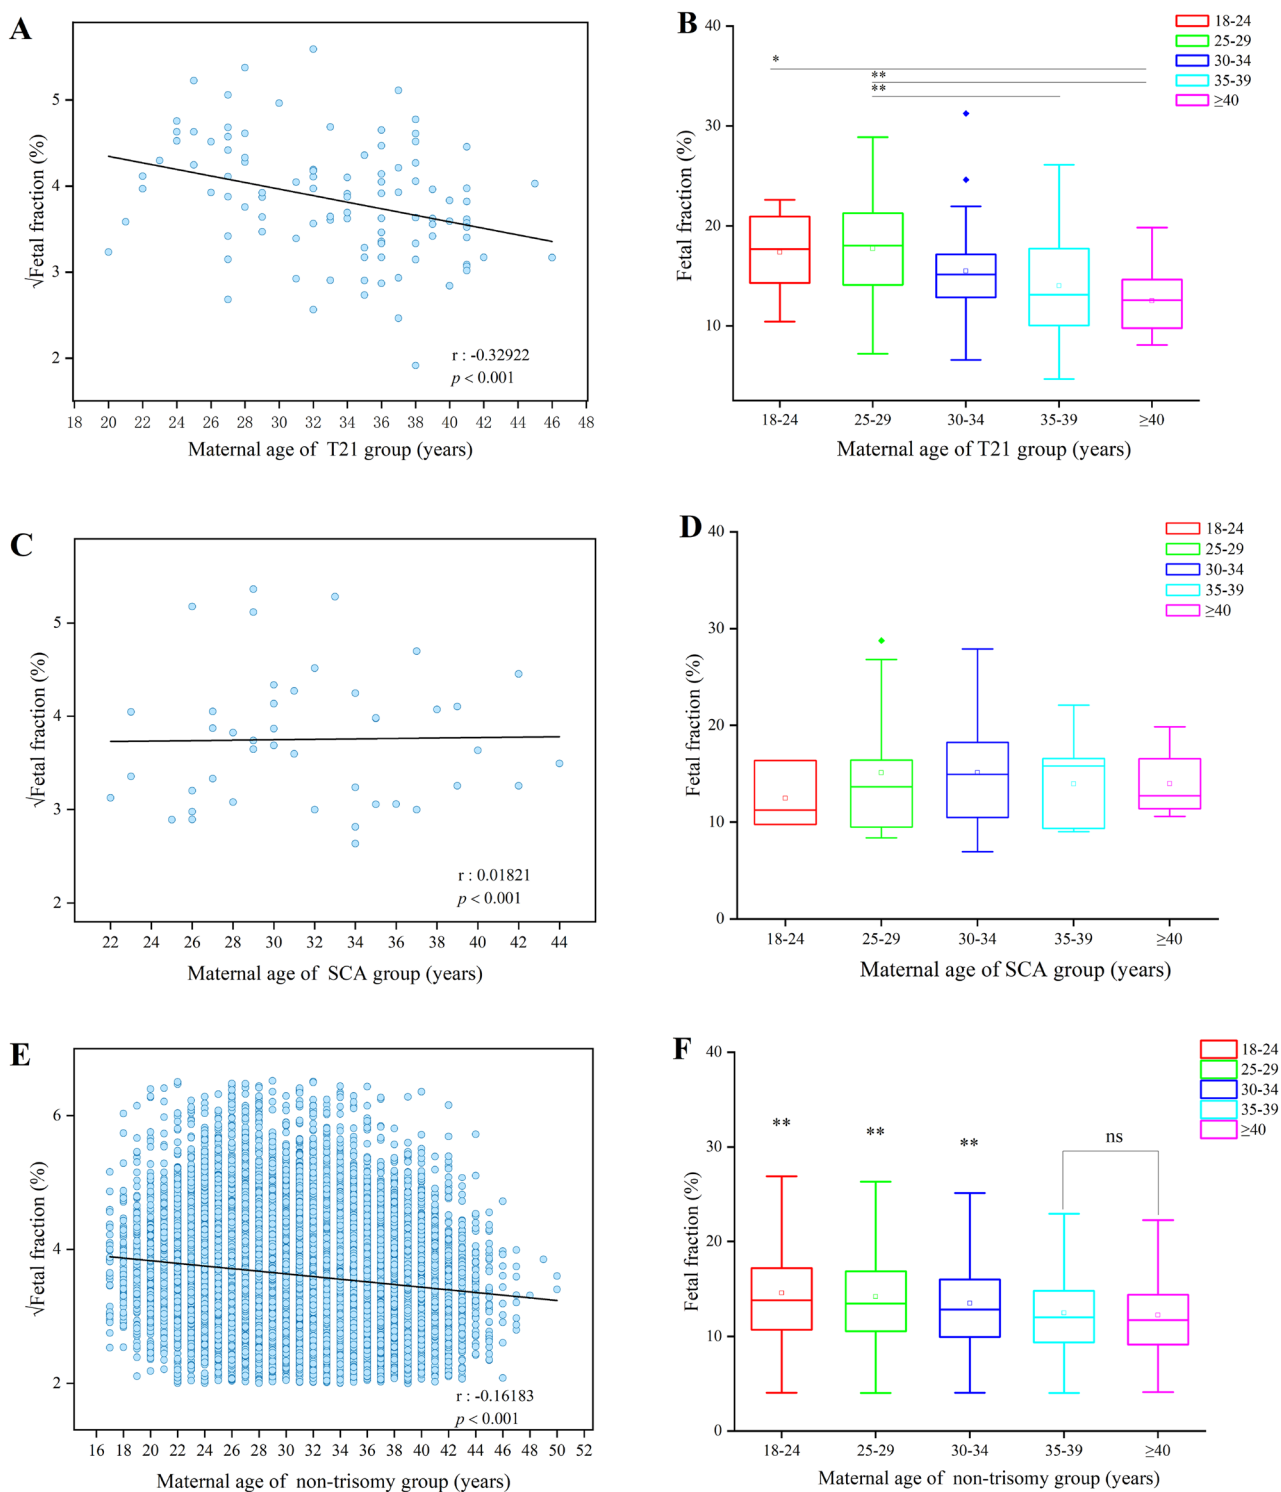 A
√Fetal fraction (%)
5
4
3
2
r : -0.32922
p < 0.001
18 20 22 24 26 28 30 32 34 36 38 40 42 44 46 48
Maternal age of T21 group (years)
B
Fetal fraction (%)
40
30
20
10
*
**
**
18-24
25-29
30-34
35-39
≥40
18-24 25-29 30-34 35-39 ≥40
Maternal age of T21 group (years)
C
√Fetal fraction (%)
5
4
3
2
r : 0.01821
p < 0.001
22 24 26 28 30 32 34 36 38 40 42 44
Maternal age of SCA group (years)
D
Fetal fraction (%)
40
30
20
10
0
18-24
25-29
30-34
35-39
≥40
18-24 25-29 30-34 35-39 ≥40
Maternal age of SCA group (years)
E
√Fetal fraction (%)
6
4
2
r : -0.16183
p < 0.001
16 18 20 22 24 26 28 30 32 34 36 38 40 42 44 46 48 50 52
Maternal age of non-trisomy group (years)
F
Fetal fraction (%)
40
30
20
10
0
** ** ** ns
18-24
25-29
30-34
35-39
≥40
18-24 25-29 30-34 35-39 ≥40
Maternal age of non-trisomy group (years)